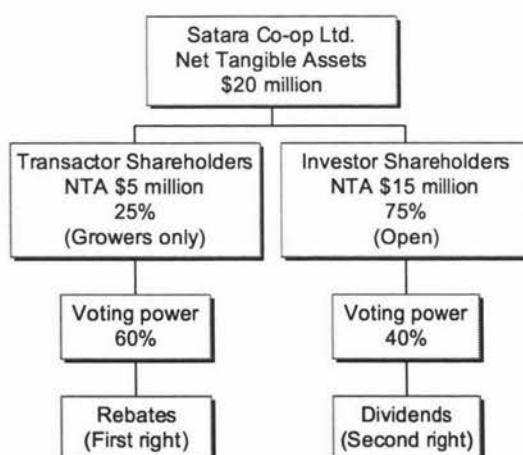 Satara Co-op Ltd.
Net Tangible Assets
$20 million
Transactor Shareholders
NTA $5 million
25%
(Growers only)
Investor Shareholders
NTA $15 million
75%
(Open)
Voting power
60%
Voting power
40%
Rebates
(First right)
Dividends
(Second right)